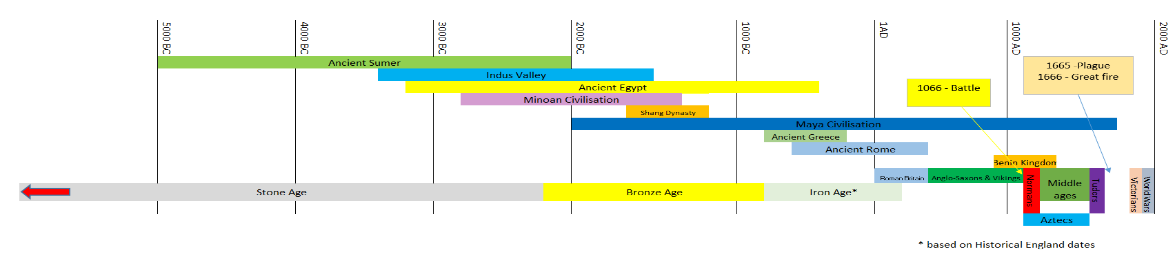 5000 BC
4000 BC
3000 BC
2000 BC
1000 BC
1AD
1000 AD
2000 AD
Ancient Sumer
Indus Valley
Ancient Egypt
Minoan Civilisation
Shang Dynasty
Maya Civilisation
Ancient Greece
Ancient Rome
1066 - Battle
1665 -Plague
1666 - Great fire
Benin Kingdom
Roman Britain
Anglo-Saxons & Vikings
Normans
Middle
ages
Tudors
Victorians
World Wars
Stone Age
Bronze Age
Iron Age*
Aztecs
* based on Historical England dates